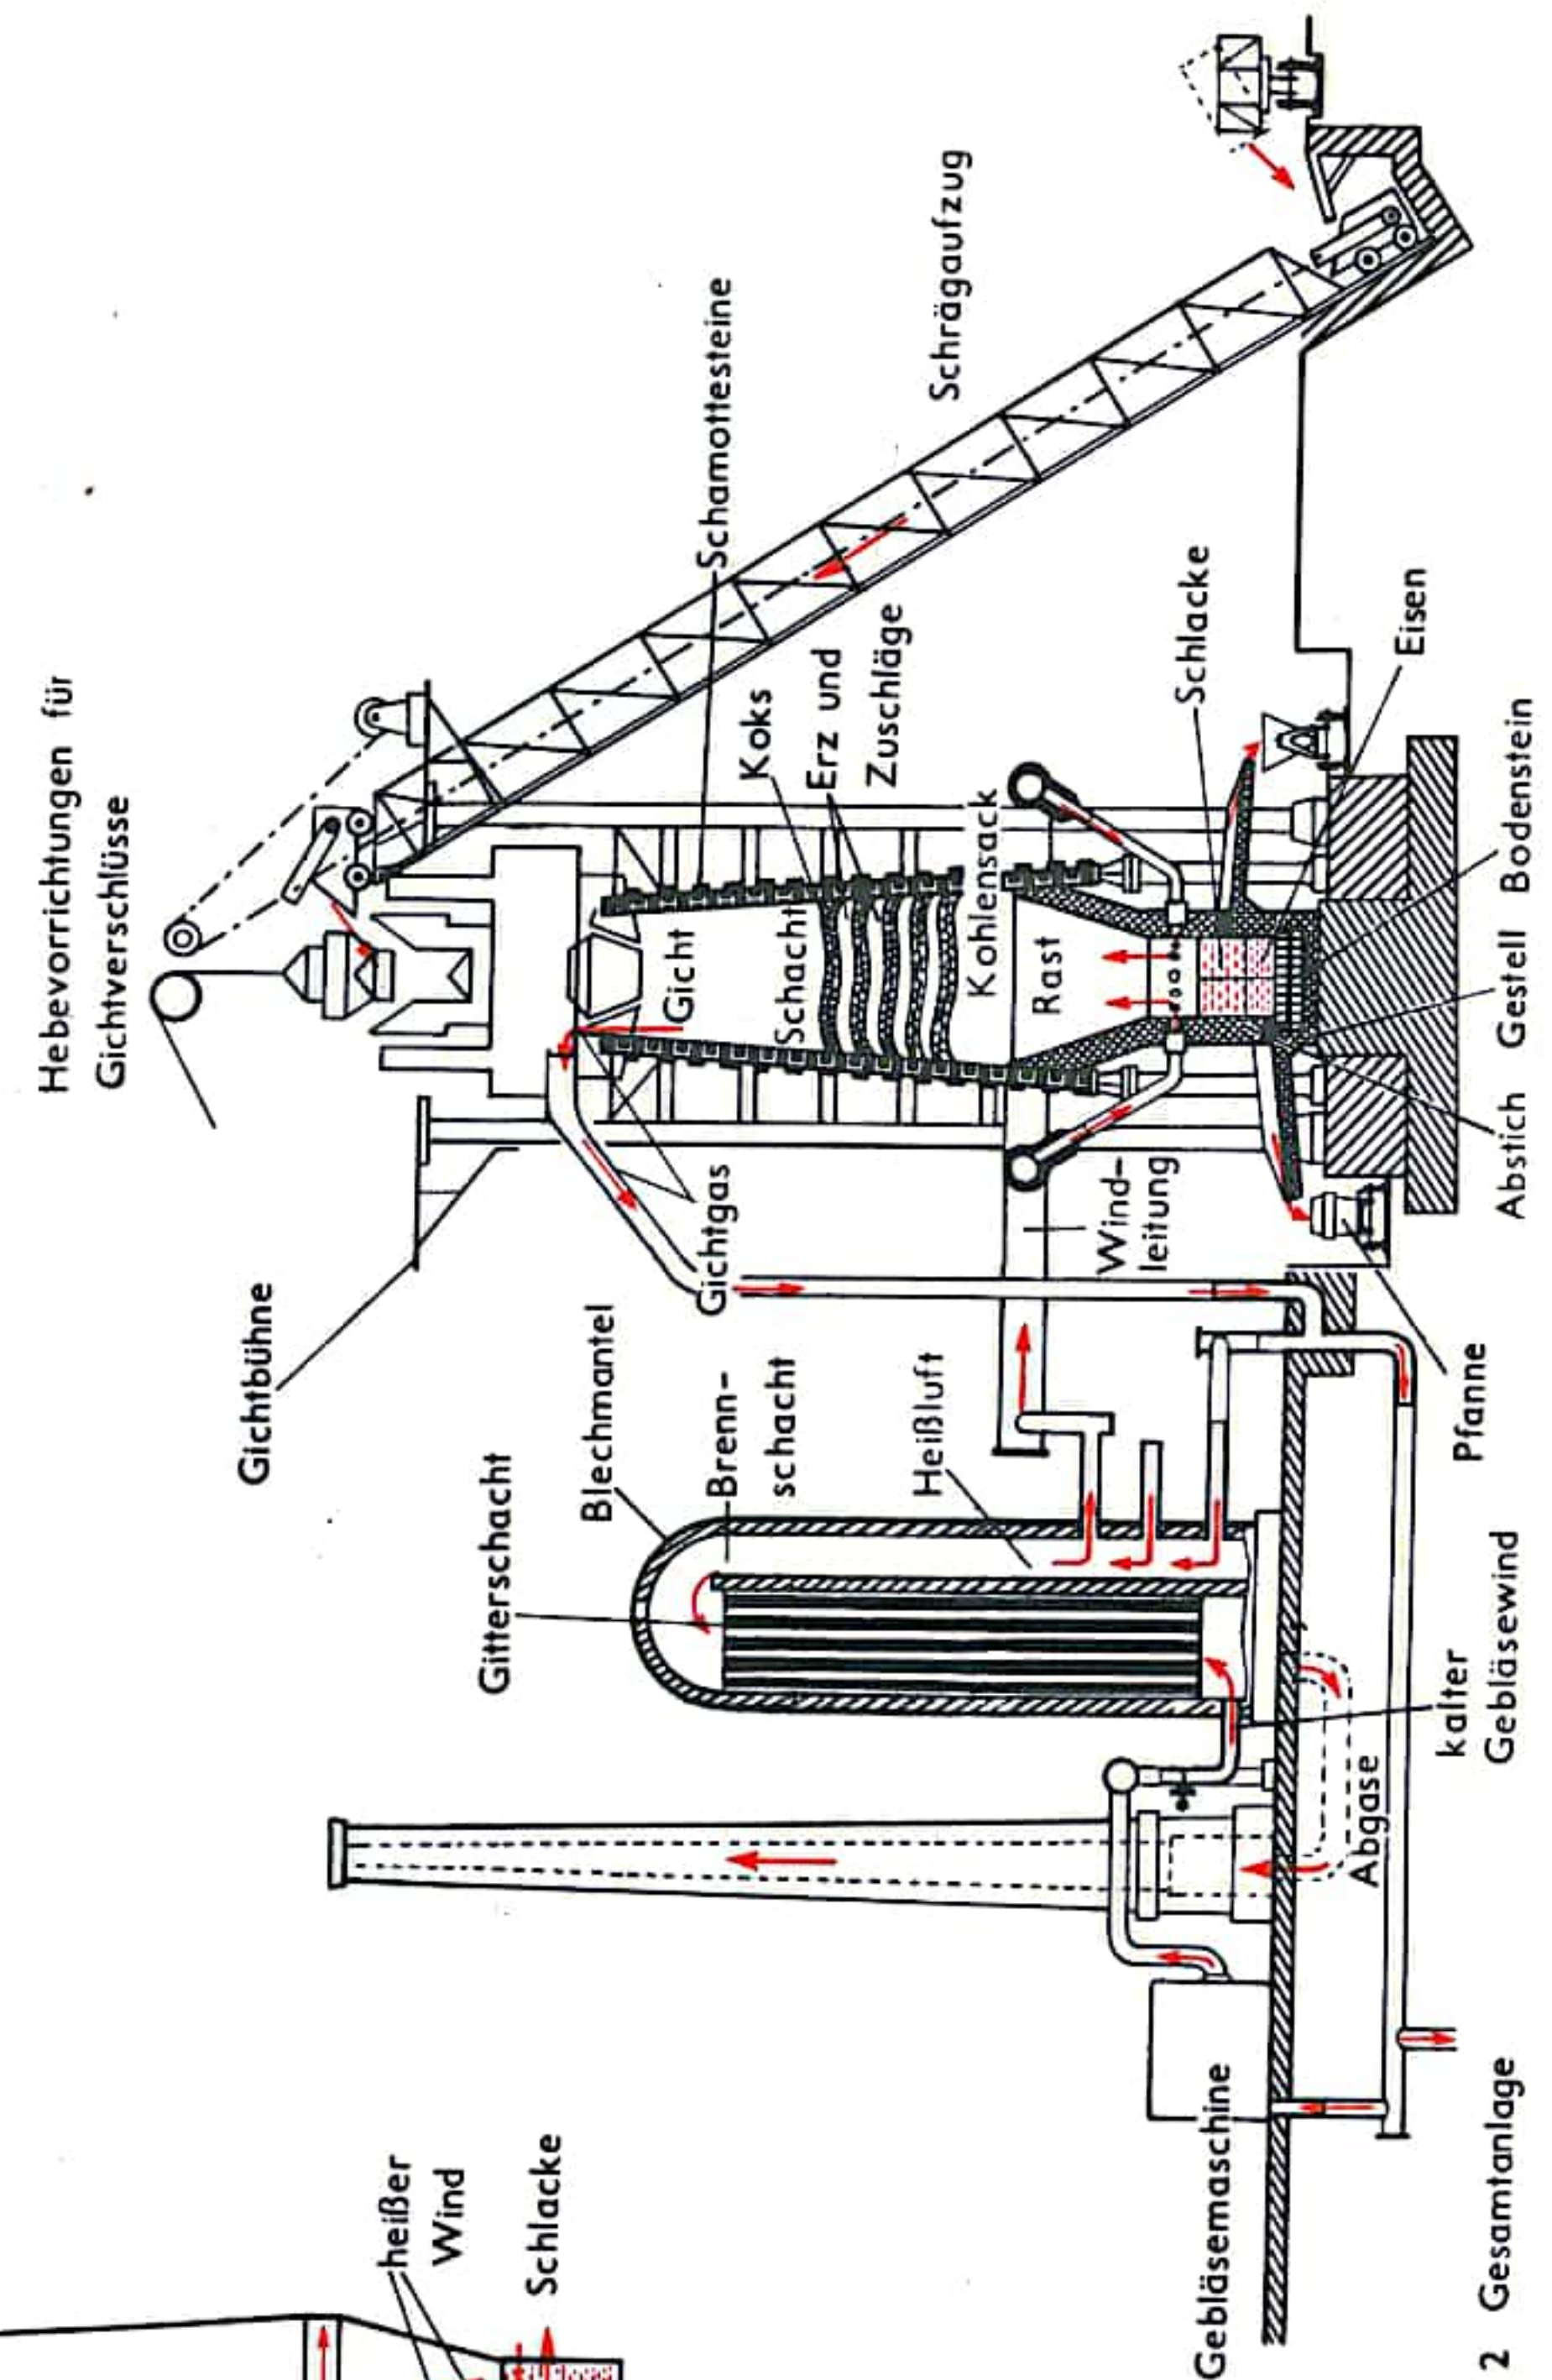 Hebevorrichtungen für
Gichtverschlüsse
Gichtbühne
Schamottesteine
Gitterschacht
Blechmantel
Brenn-
schacht
Gichtgas
Gicht
Koks
Schacht
Erz und
Zuschläge
Schrägaufzug
Heißluft
Kohlensack
Rast
Wind-
leitung
Schlacke
Eisen
Gebläsemaschine
Abgase
kalter
Gebläsewind
Pfanne
Abstich
Gestell
Bodenstein
2 Gesamtanlage
heißer
Wind
Schlacke